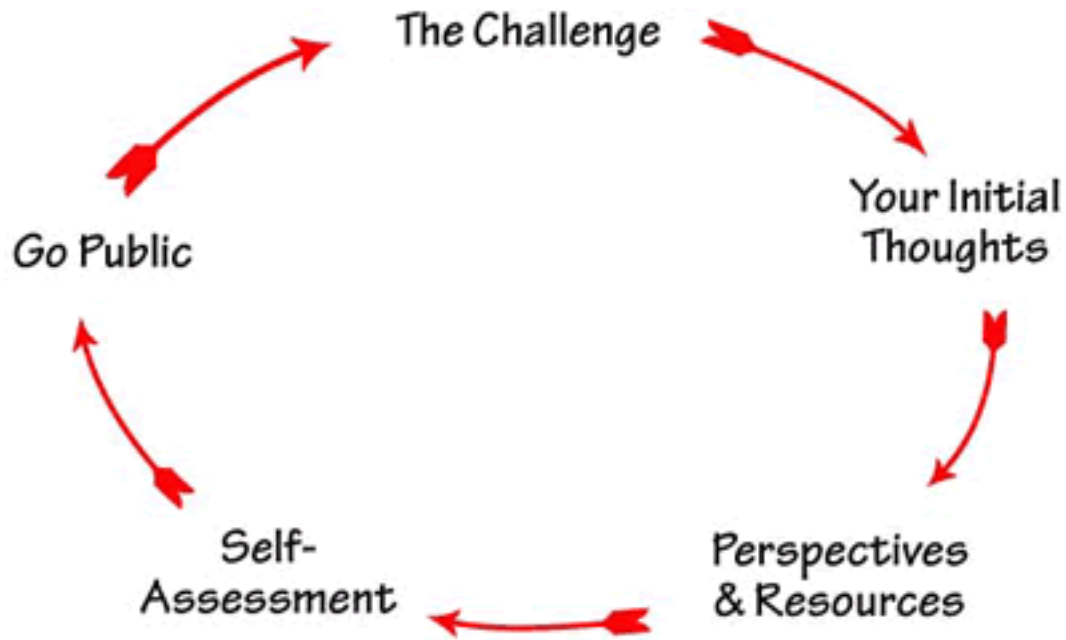 The Challenge
Your Initial
Thoughts
Perspectives
& Resources
Self-
Assessment
Go Public